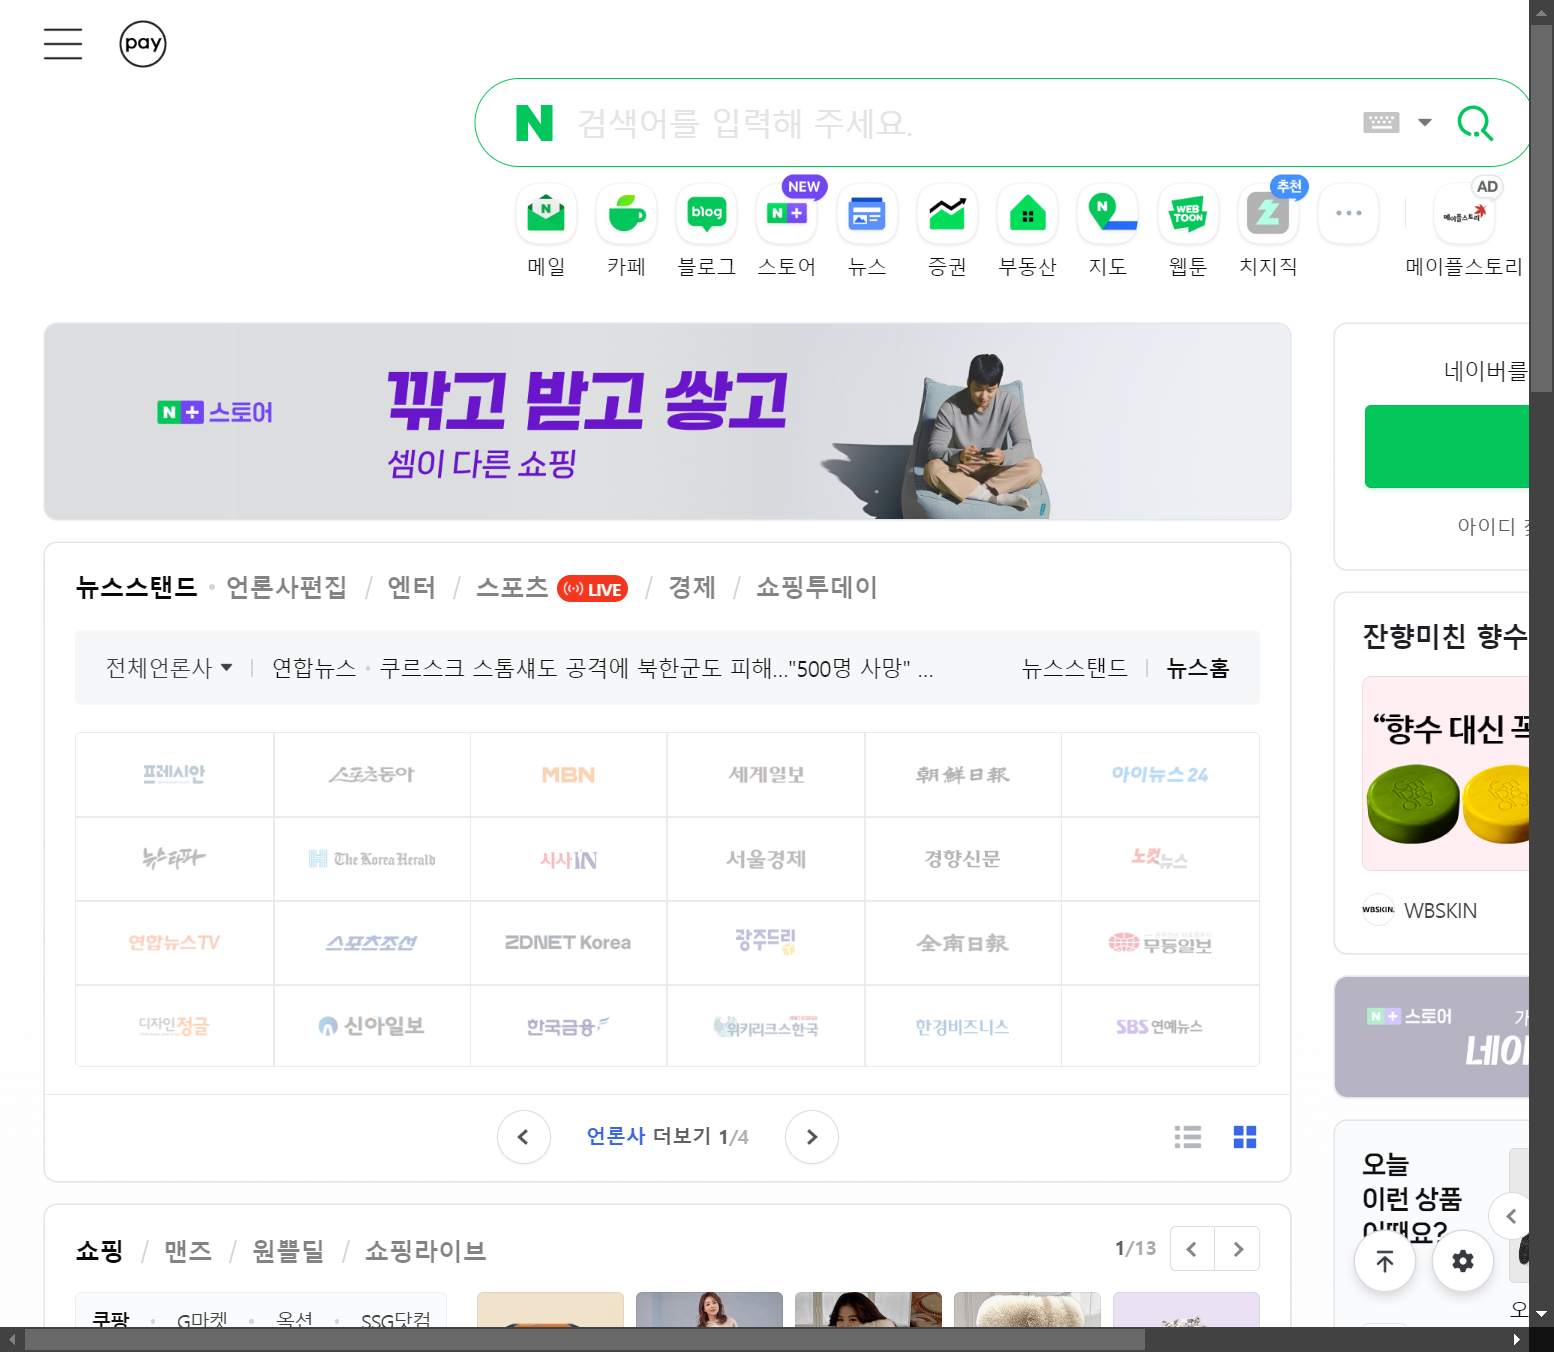 pay
N 검색어를 입력해 주세요.
NEW
추천
AD
메일
카페
blog
블로그
N +
스토어
뉴스
증권
부동산
지도
WEB TOON
웹툰
치지직
메이플스토리
메이플스토리
N + 스토어
깎고 받고 쌓고
셈이 다른 쇼핑
네이버를
아이디
뉴스스탠드 · 언론사편집 / 엔터 / 스포츠 LIVE / 경제 / 쇼핑투데이
전체언론사 연합뉴스 · 쿠르스크 스톰섀도 공격에 북한군도 피해…"500명 사망" ... 뉴스스탠드 뉴스홈
프레시안 스포츠동아 MBN 세계일보 朝鮮日報 아이뉴스24
뉴스타파 The Korea Herald 시사IN 서울경제 경향신문 노컷뉴스
연합뉴스TV 스포츠조선 ZDNET Korea 광주드리 全南日報 무등일보
디자인정글 신아일보 한국금융 위키리크스한국 한경비즈니스 SBS 연예뉴스
언론사 더보기 1/4
잔향미친 향수
“향수 대신
WBSKIN. WBSKIN
N + 스토어
오늘
이런 상품
어때요?
쇼핑 / 맨즈 / 원쁠딜 / 쇼핑라이브
1/13
쿠팡 · G마켓 · 옥션 · SSG닷컴